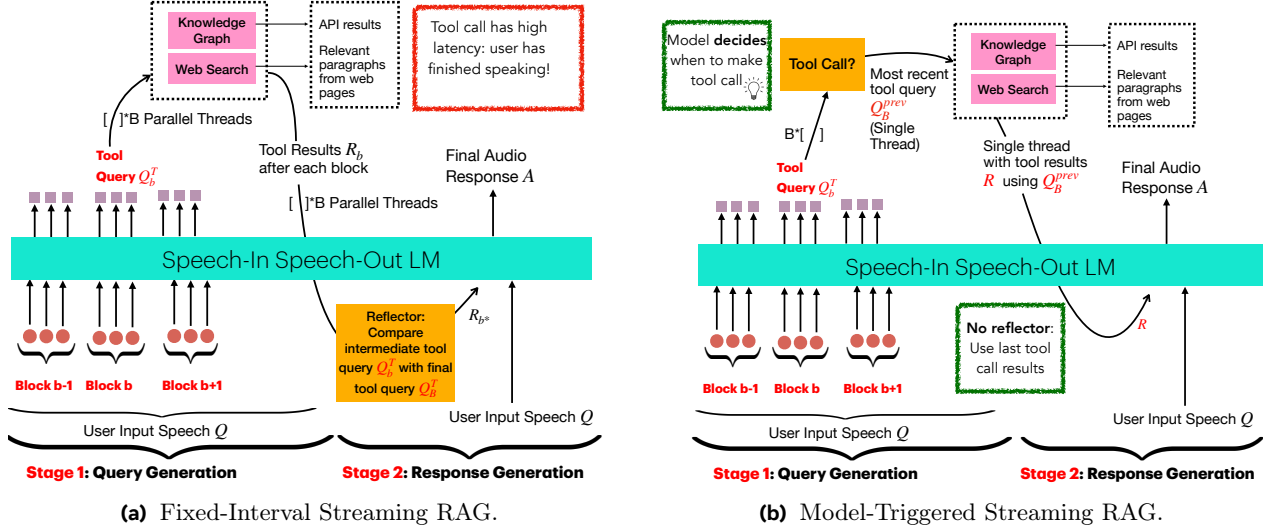 Knowledge
Graph
Web Search
API results
Relevant
paragraphs
from web
pages
Tool call has high
latency: user has
finished speaking!
[ ]*B Parallel Threads
Tool
Query Q_b^T
Tool Results R_b
after each block
[ ]*B Parallel Threads
Final Audio
Response A
Speech-In Speech-Out LM
Reflector:
Compare
intermediate tool
query Q_b^T with final
tool query Q_B^T
R_{b*}
Block b-1
Block b
Block b+1
User Input Speech Q
User Input Speech Q
Stage 1: Query Generation
Stage 2: Response Generation
(a) Fixed-Interval Streaming RAG.
Model decides
when to make
tool call
Tool Call?
Most recent
tool query
Q_B^{prev}
(Single
Thread)
Knowledge
Graph
Web Search
API results
Relevant
paragraphs
from web
pages
B*[ ]
Tool
Query Q_b^T
Single thread
with tool results
R using Q_B^{prev}
Final Audio
Response A
Speech-In Speech-Out LM
No reflector:
Use last tool
call results
R
Block b-1
Block b
Block b+1
User Input Speech Q
User Input Speech Q
Stage 1: Query Generation
Stage 2: Response Generation
(b) Model-Triggered Streaming RAG.